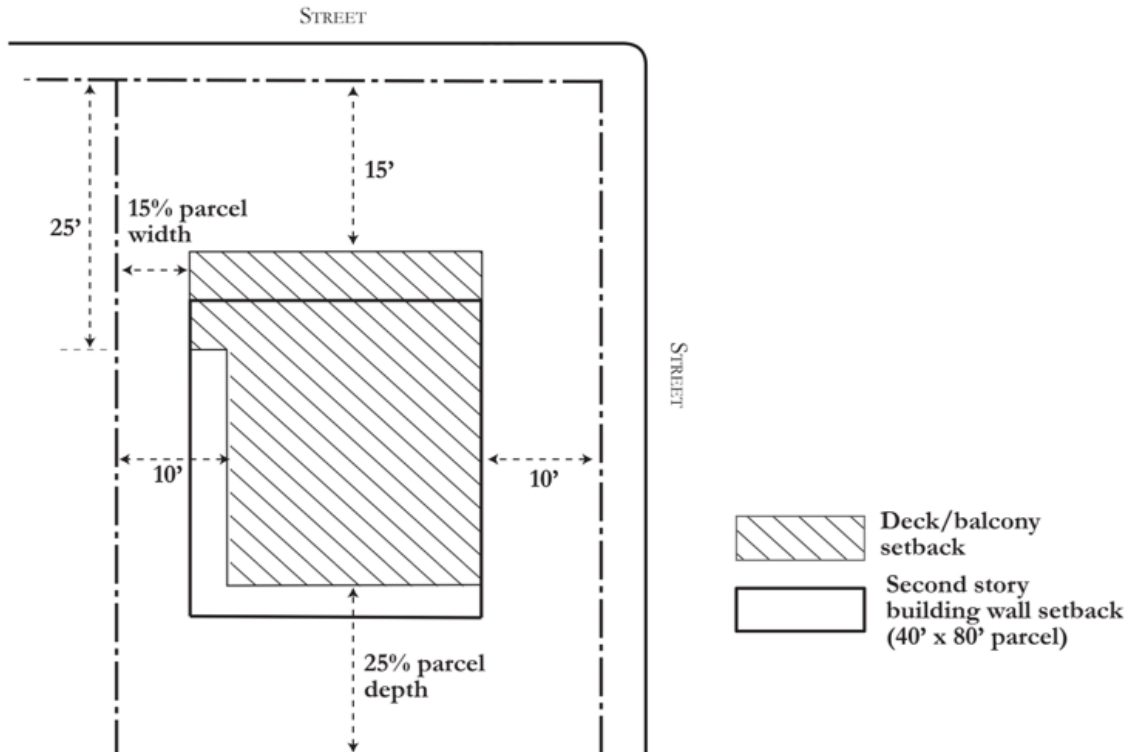 STREET
15’
25’
15% parcel
width
STREET
10’
10’
Deck/balcony
setback
Second story
building wall setback
(40’ x 80’ parcel)
25% parcel
depth